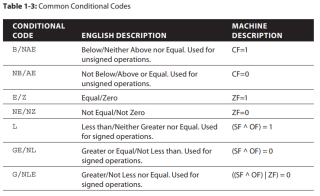 Table 1-3: Common Conditional Codes
CONDITIONAL CODE ENGLISH DESCRIPTION MACHINE DESCRIPTION
B/NAE Below/Neither Above nor Equal. Used for CF=1
unsigned operations.
NB/AE Not Below/Above or Equal. Used for CF=0
unsigned operations.
E/Z Equal/Zero ZF=1
NE/NZ Not Equal/Not Zero ZF=0
L Less than/Neither Greater nor Equal. Used (SF ^ OF) = 1
for signed operations.
GE/NL Greater or Equal/Not Less than. Used for (SF ^ OF) = 0
signed operations.
G/NLE Greater/Not Less nor Equal. Used for ((SF ^ OF) | ZF) = 0
signed operations.